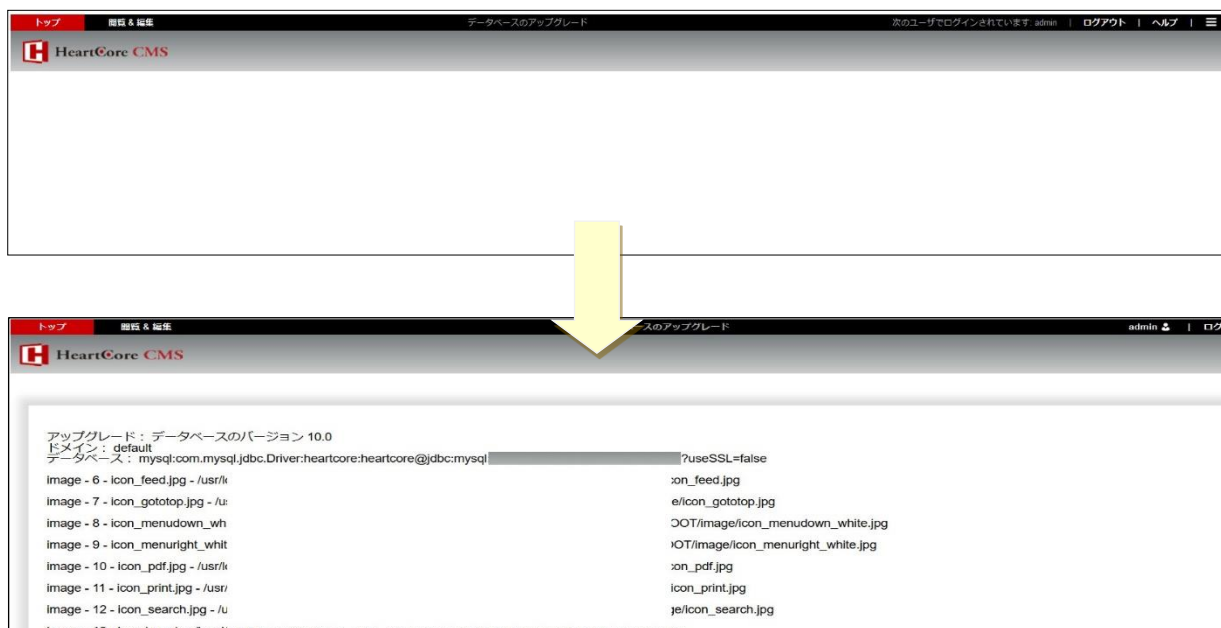 トップ 閲覧 & 編集 データベースのアップグレード 次のユーザでログインされています: admin | ログアウト | ヘルプ |
HeartCore CMS
トップ 閲覧 & 編集 スのアップグレード admin | ログ
HeartCore CMS
アップグレード： データベースのバージョン 10.0
ドメイン： default
データベース： mysql:com.mysql.jdbc.Driver:heartcore:heartcore@jdbc:mysql ?useSSL=false
image - 6 - icon_feed.jpg - /usr/l con_feed.jpg
image - 7 - icon_gototop.jpg - /u e/icon_gototop.jpg
image - 8 - icon_menudown_wh OOT/image/icon_menudown_white.jpg
image - 9 - icon_menuright_whit OT/image/icon_menuright_white.jpg
image - 10 - icon_pdf.jpg - /usr/l con_pdf.jpg
image - 11 - icon_print.jpg - /usr/ icon_print.jpg
image - 12 - icon_search.jpg - /u ge/icon_search.jpg